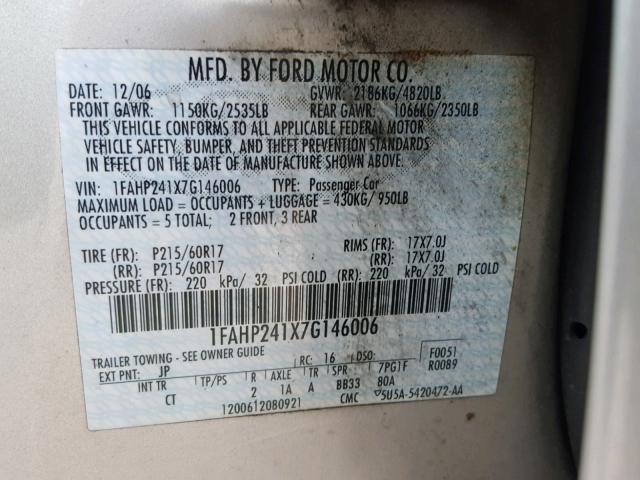 MFD. BY FORD MOTOR CO.
DATE: 12/06 GVWR: 2186KG/4820LB
FRONT GAWR: 1150KG/2535LB REAR GAWR: 1066KG/2350LB
THIS VEHICLE CONFORMS TO ALL APPLICABLE FEDERAL MOTOR
VEHICLE SAFETY, BUMPER, AND THEFT PREVENTION STANDARDS
IN EFFECT ON THE DATE OF MANUFACTURE SHOWN ABOVE.
VIN: 1FAHP241X7G146006 TYPE: Passenger Car
MAXIMUM LOAD = OCCUPANTS + LUGGAGE = 430KG/950LB
OCCUPANTS = 5 TOTAL; 2 FRONT, 3 REAR
TIRE (FR): P215/60R17 RIMS (FR): 17X7.0J
(RR): P215/60R17 (RR): 17X7.0J
PRESSURE (FR): 220 kPa/ 32 PSI COLD (RR): 220 kPa/ 32 PSI COLD
1FAHP241X7G146006
TRAILER TOWING - SEE OWNER GUIDE
EXT PNT: JP RC: 16 DSO: F0051
R0089
INT TR TP/PS R AXLE TR SPR 7PG1F
CT 2 1A A BB33 80A
1200612080921 CMC 5U5A-5420472-AA